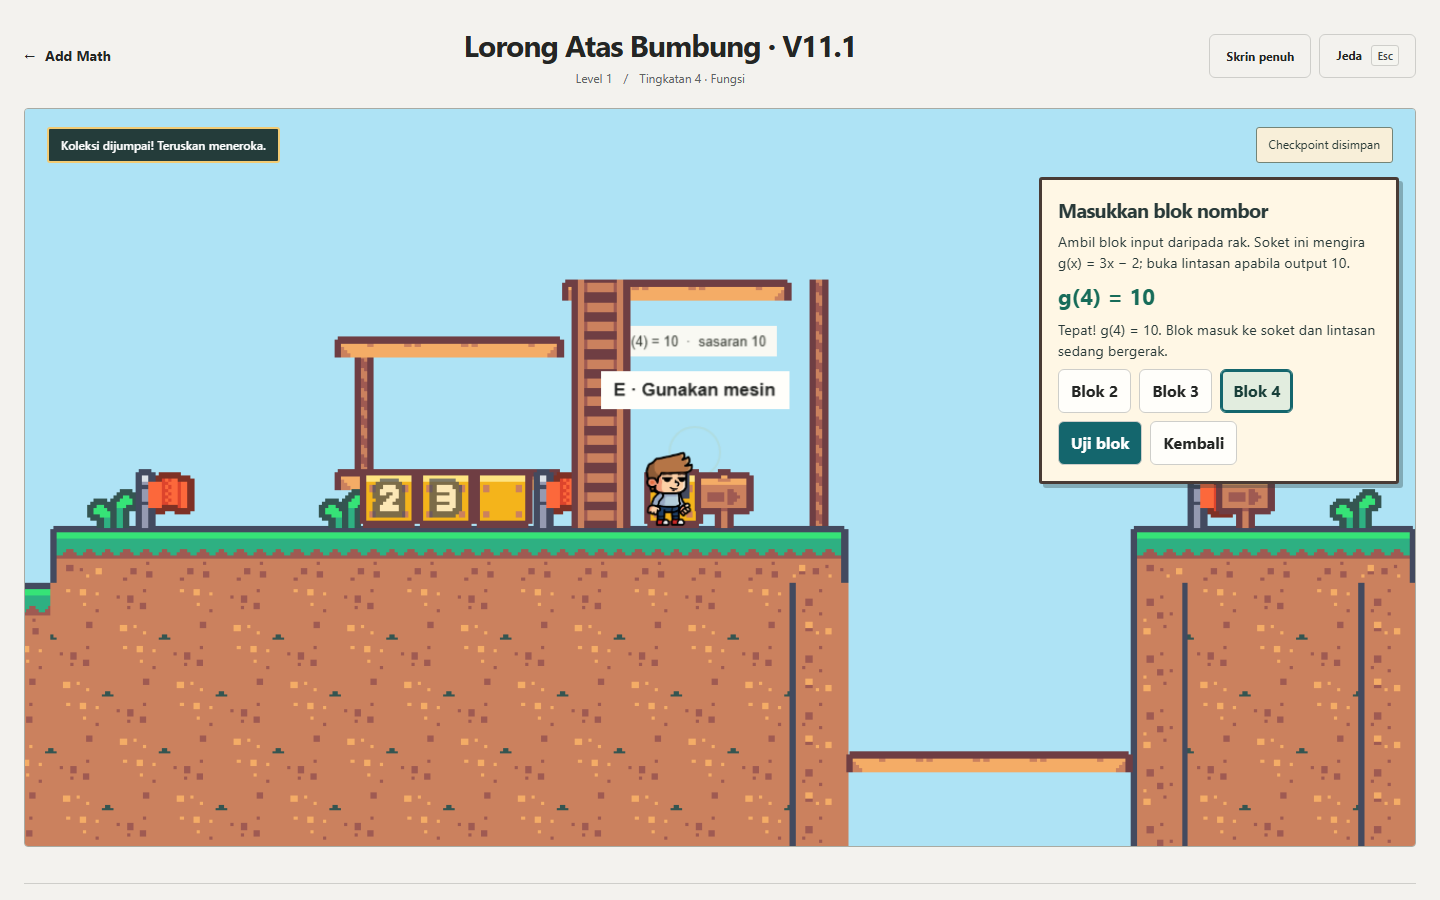 ← Add Math
Lorong Atas Bumbung · V11.1
Level 1 / Tingkatan 4 · Fungsi
Skrin penuh
Jeda Esc
Koleksi dijumpai! Teruskan meneroka.
Checkpoint disimpan
Masukkan blok nombor
Ambil blok input daripada rak. Soket ini mengira
g(x) = 3x − 2; buka lintasan apabila output 10.
g(4) = 10
Tepat! g(4) = 10. Blok masuk ke soket dan lintasan
sedang bergerak.
Blok 2
Blok 3
Blok 4
Uji blok
Kembali
(4) = 10 · sasaran 10
E · Gunakan mesin
2 3